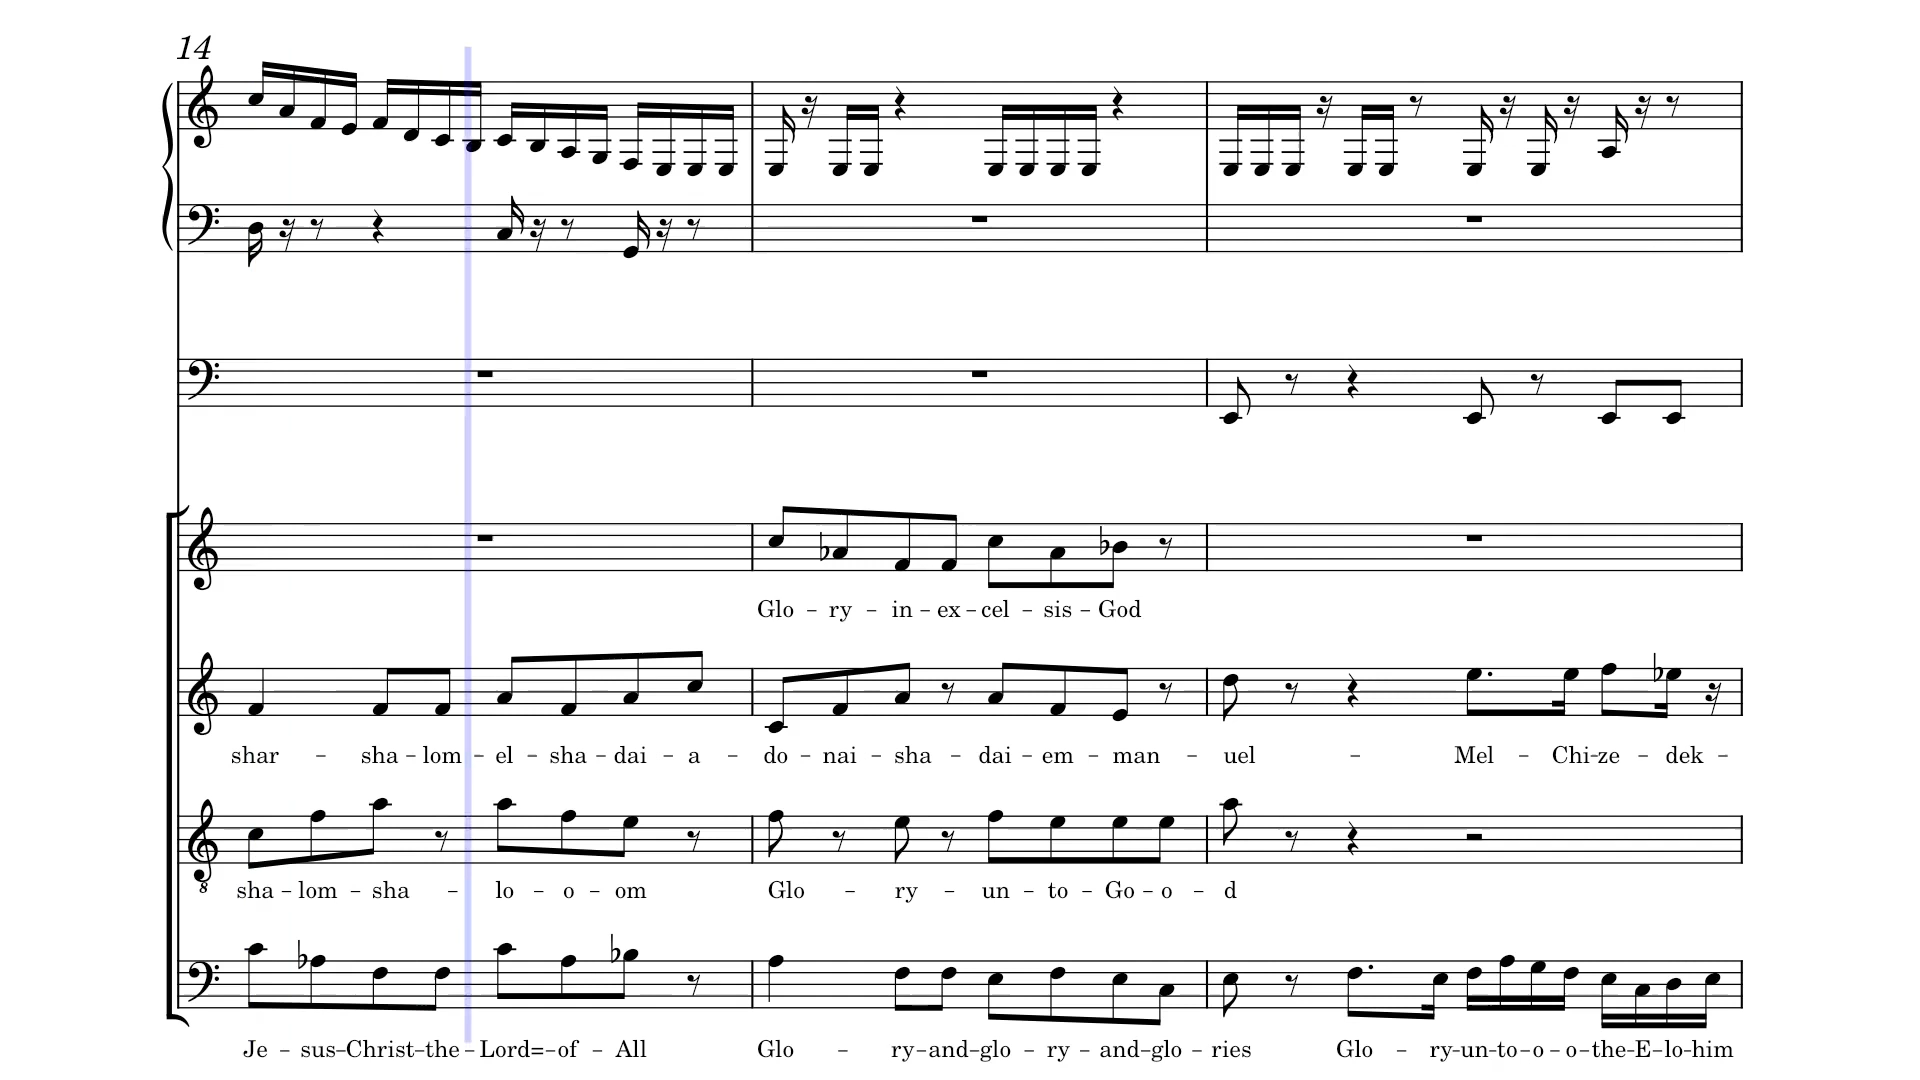 14
Glo – ry – in – ex – cel – sis – God
shar – sha – lom – el – sha – dai – a – do – nai – sha – dai – em – man – uel – Mel – Chi – ze – dek –
8
sha – lom – sha – lo – o – om Glo – ry – un – to – Go – o – d
Je – sus – Christ – the – Lord= – of – All Glo – ry – and – glo – ry – and – glo – ries Glo – ry – un – to – o – o – the – E – lo – him